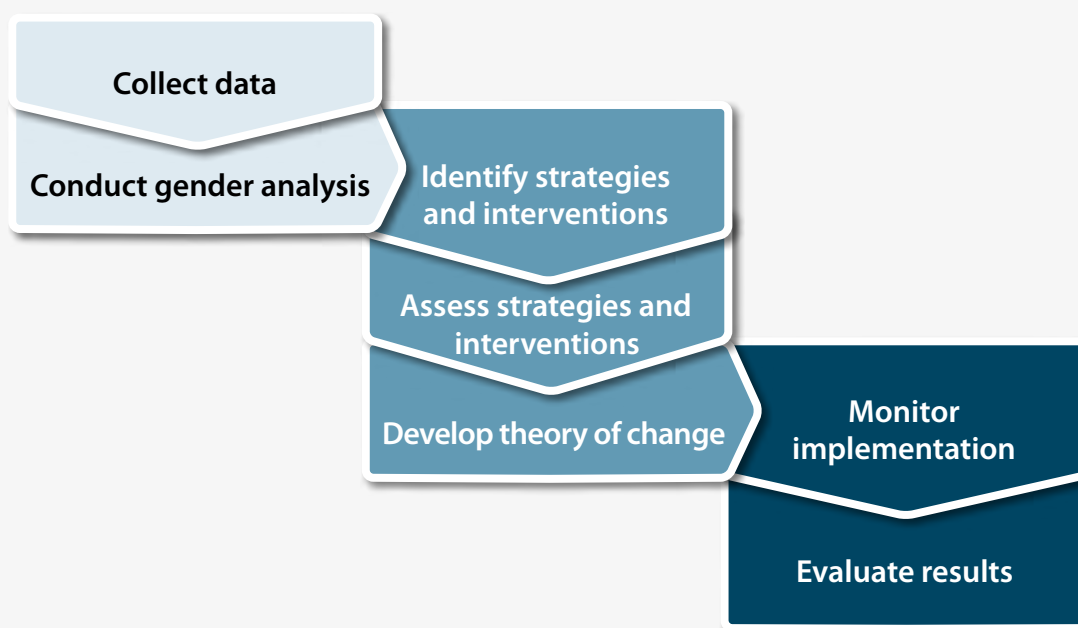 Collect data
Conduct gender analysis
Identify strategies
and interventions
Assess strategies and
interventions
Develop theory of change
Monitor
implementation
Evaluate results